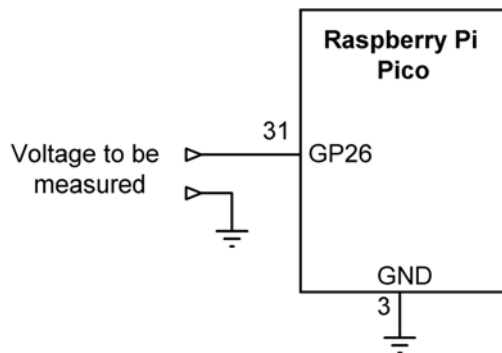 Raspberry Pi
Pico
31
Voltage to be
measured
GP26
GND
3